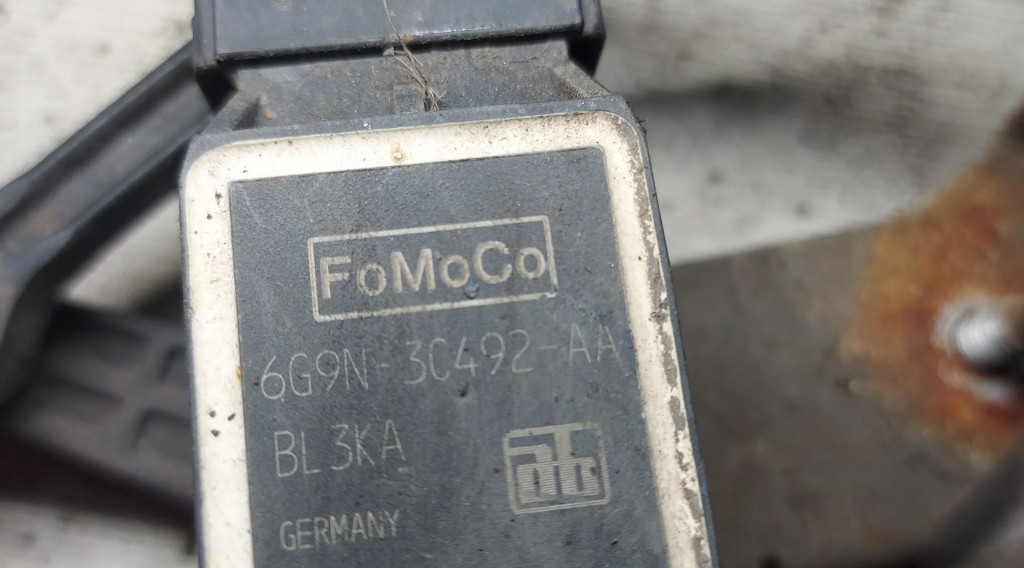 FoMoCo
6G9N-3C492-AA
BL3KA
GERMANY